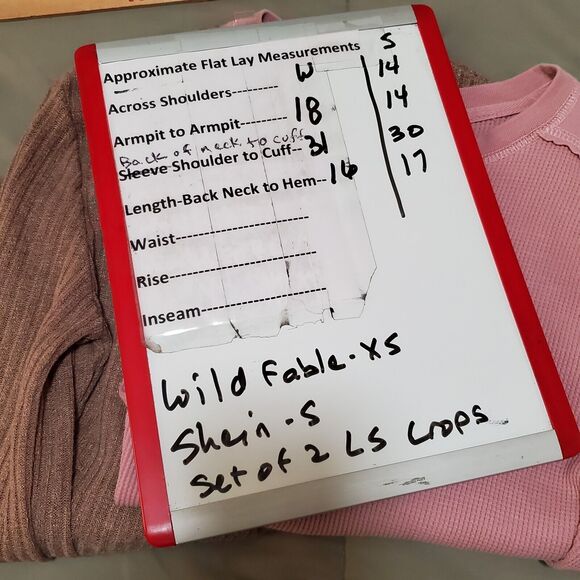 Approximate Flat Lay Measurements
W S
Across Shoulders--------- 14
Armpit to Armpit--------- 18 14
Back of neck to cuff
Sleeve Shoulder to Cuff-- 31 30
Length-Back Neck to Hem-- 16 17
Waist--------------------------
Rise----------------------------
Inseam-----------------------
Wild Fable - XS
Shein - S
Set of 2 LS Crops